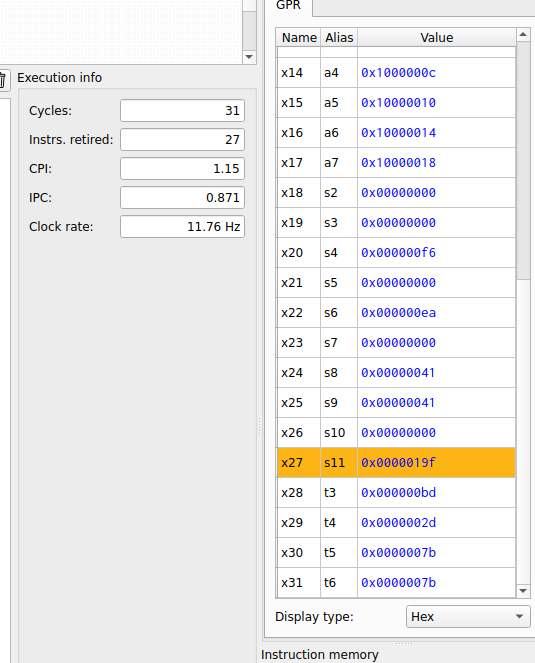 GPR
Name Alias Value
x14 a4 0x1000000c
x15 a5 0x10000010
x16 a6 0x10000014
x17 a7 0x10000018
x18 s2 0x00000000
x19 s3 0x00000000
x20 s4 0x000000f6
x21 s5 0x00000000
x22 s6 0x000000ea
x23 s7 0x00000000
x24 s8 0x00000041
x25 s9 0x00000041
x26 s10 0x00000000
x27 s11 0x0000019f
x28 t3 0x000000bd
x29 t4 0x0000002d
x30 t5 0x0000007b
x31 t6 0x0000007b
Display type: Hex
Instruction memory
Execution info
Cycles: 31
Instrs. retired: 27
CPI: 1.15
IPC: 0.871
Clock rate: 11.76 Hz